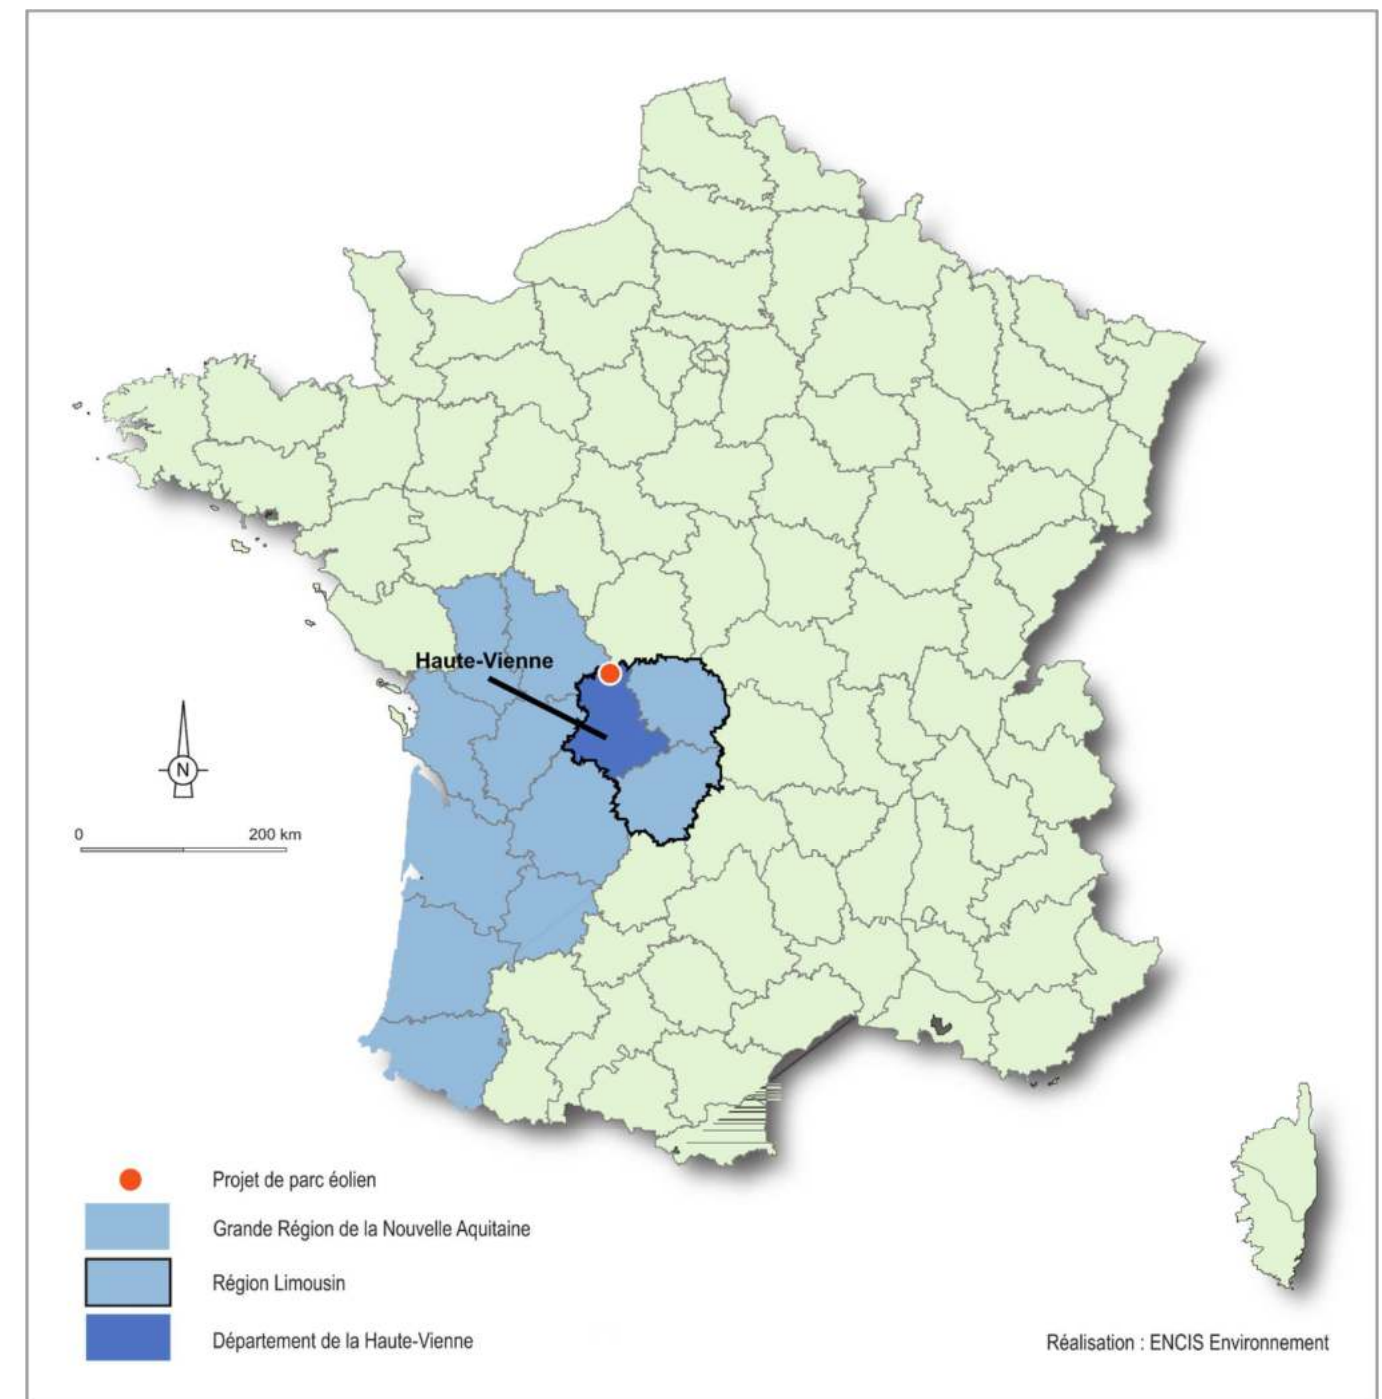 Haute-Vienne
N
0 200 km
Projet de parc éolien
Grande Région de la Nouvelle Aquitaine
Région Limousin
Département de la Haute-Vienne
Réalisation : ENCIS Environnement